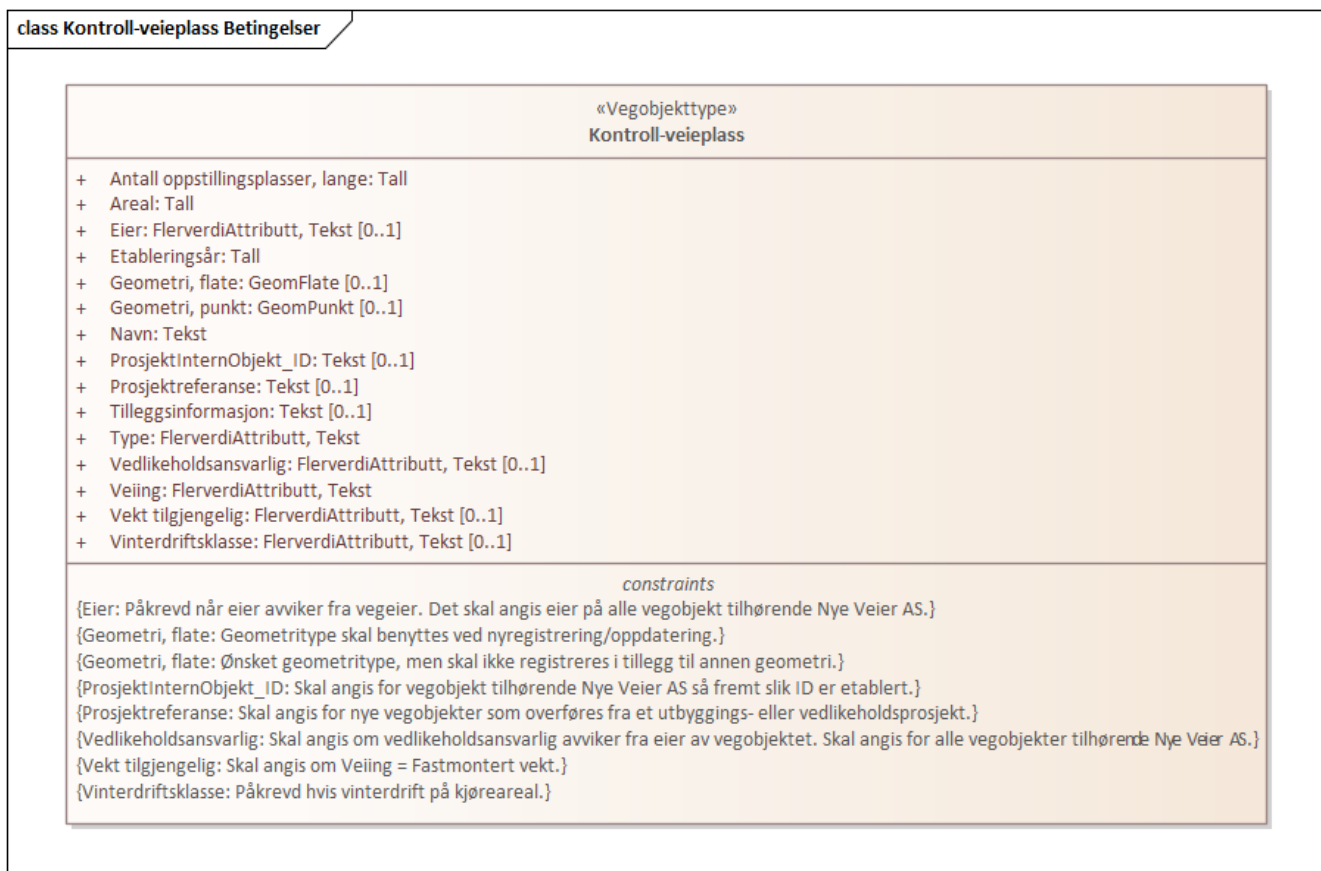 class Kontroll-veieplass Betingelser
«Vegobjekttype»
Kontroll-veieplass
+ Antall oppstillingsplasser, lange: Tall
+ Areal: Tall
+ Eier: FlerverdiAttributt, Tekst [0..1]
+ Etableringsår: Tall
+ Geometri, flate: GeomFlate [0..1]
+ Geometri, punkt: GeomPunkt [0..1]
+ Navn: Tekst
+ ProsjektInternObjekt_ID: Tekst [0..1]
+ Prosjektreferanse: Tekst [0..1]
+ Tilleggsinformasjon: Tekst [0..1]
+ Type: FlerverdiAttributt, Tekst
+ Vedlikeholdsansvarlig: FlerverdiAttributt, Tekst [0..1]
+ Veiing: FlerverdiAttributt, Tekst
+ Vekt tilgjengelig: FlerverdiAttributt, Tekst [0..1]
+ Vinterdriftsklasse: FlerverdiAttributt, Tekst [0..1]
constraints
{Eier: Påkrevd når eier avviker fra vegeier. Det skal angis eier på alle vegobjekt tilhørende Nye Veier AS.}
{Geometri, flate: Geometritype skal benyttes ved nyregistrering/oppdatering.}
{Geometri, flate: Ønsket geometritype, men skal ikke registreres i tillegg til annen geometri.}
{ProsjektInternObjekt_ID: Skal angis for vegobjekt tilhørende Nye Veier AS så fremt slik ID er etablert.}
{Prosjektreferanse: Skal angis for nye vegobjekter som overføres fra et utbyggings- eller vedlikeholdsprosjekt.}
{Vedlikeholdsansvarlig: Skal angis om vedlikeholdsansvarlig avviker fra eier av vegobjektet. Skal angis for alle vegobjekter tilhørende Nye Veier AS.}
{Vekt tilgjengelig: Skal angis om Veiing = Fastmontert vekt.}
{Vinterdriftsklasse: Påkrevd hvis vinterdrift på kjøreareal.}